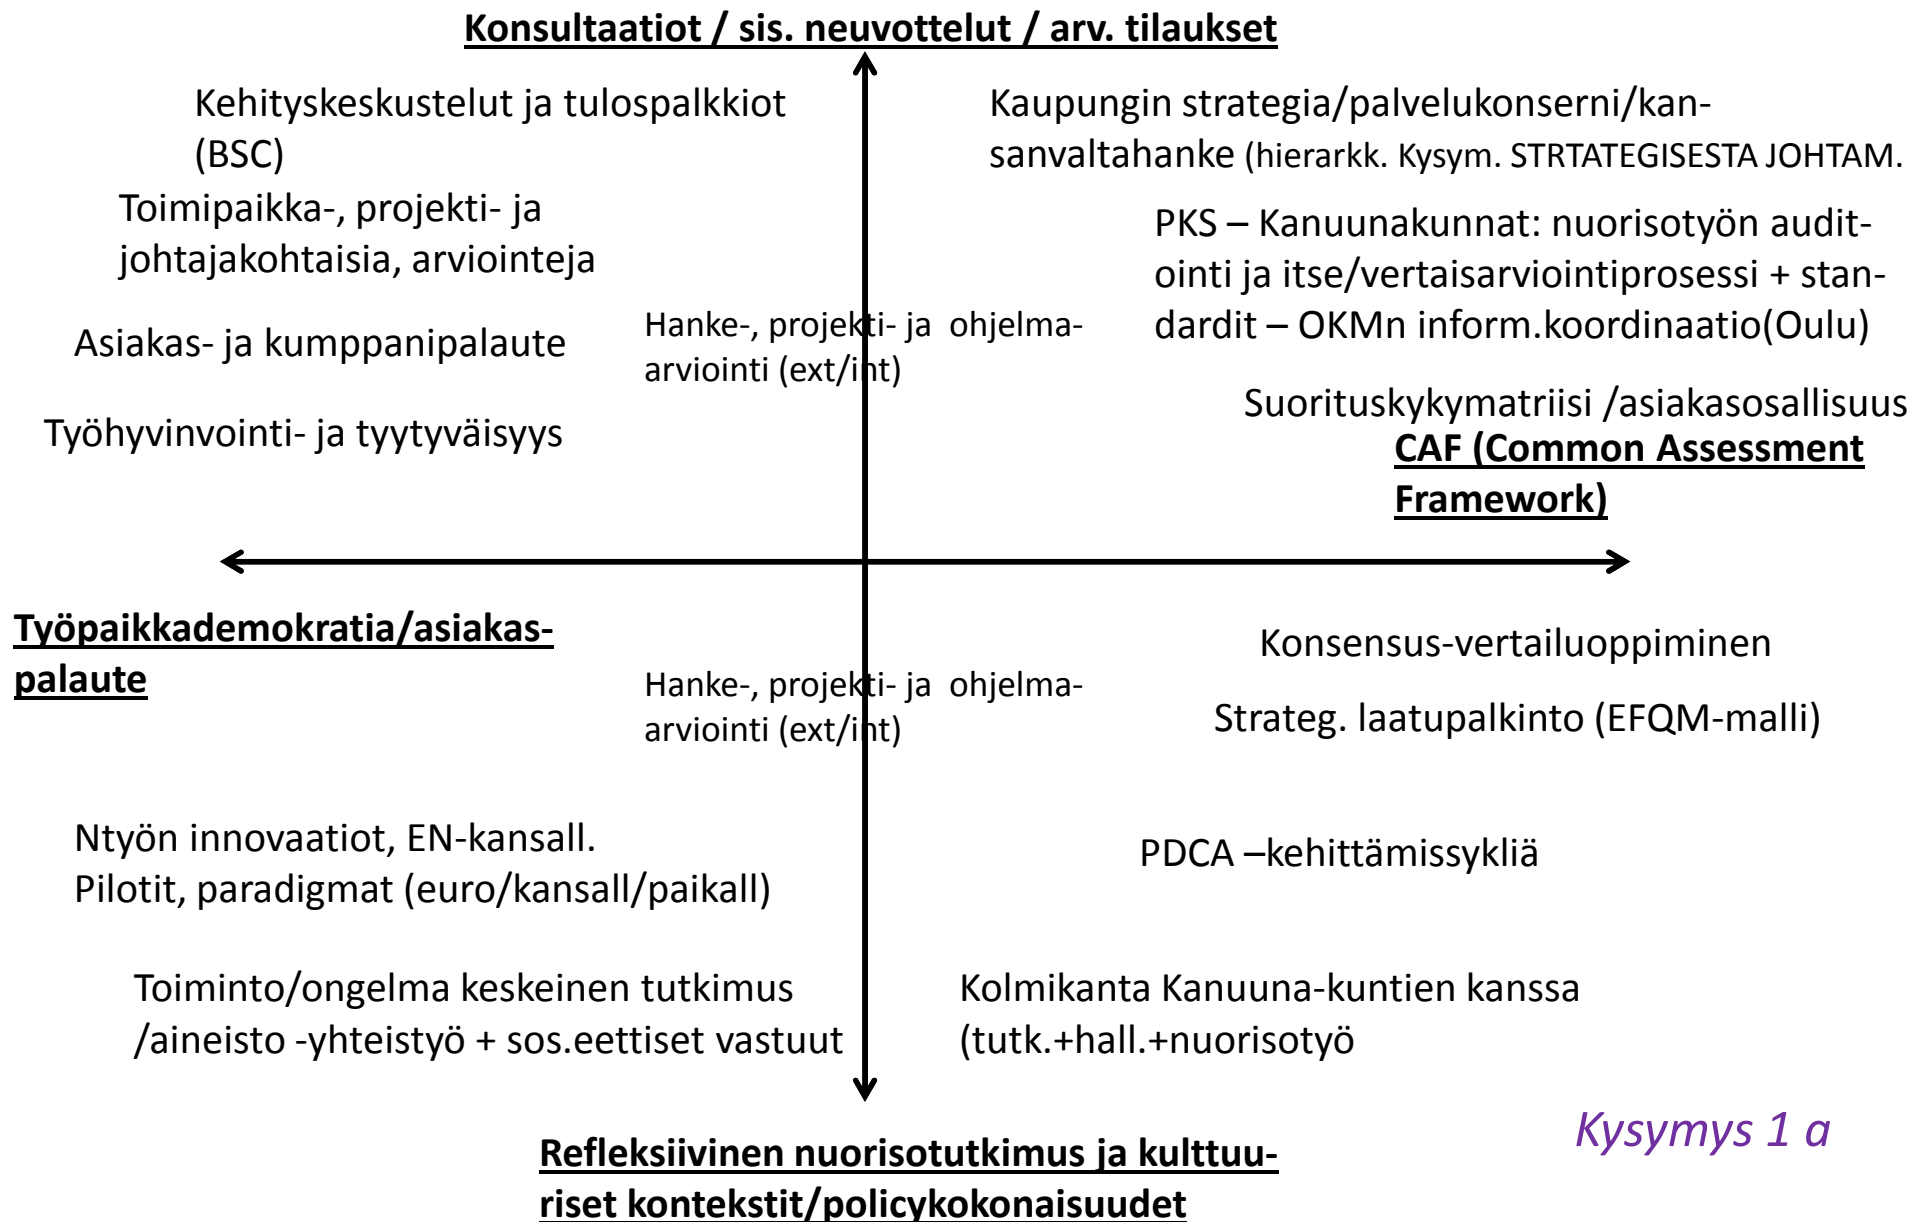 Konsultaatiot / sis. neuvottelut / arv. tilaukset
Kehityskeskustelut ja tulospalkkiot
(BSC)
Toimipaikka-, projekti- ja
johtajakohtaisia, arviointeja
Asiakas- ja kumppanipalaute
Työhyvinvointi- ja tyytyväisyys
Hanke-, projekti- ja ohjelma-
arviointi (ext/int)
Kaupungin strategia/palvelukonserni/kan-
sanvaltahanke (hierarkk. Kysym. STRTATEGISESTA JOHTAM.
PKS – Kanuunakunnat: nuorisotyön audit-
ointi ja itse/vertaisarviointiprosessi + stan-
dardit – OKMn inform.koordinaatio(Oulu)
Suorituskykymatriisi /asiakasosallisuus
CAF (Common Assessment
Framework)
Työpaikkademokratia/asiakas-
palaute
Hanke-, projekti- ja ohjelma-
arviointi (ext/int)
Konsensus-vertailuoppiminen
Strateg. laatupalkinto (EFQM-malli)
Ntyön innovaatiot, EN-kansall.
Pilotit, paradigmat (euro/kansall/paikall)
PDCA –kehittämissykliä
Toiminto/ongelma keskeinen tutkimus
/aineisto -yhteistyö + sos.eettiset vastuut
Kolmikanta Kanuuna-kuntien kanssa
(tutk.+hall.+nuorisotyö
Kysymys 1 a
Refleksiivinen nuorisotutkimus ja kulttuu-
riset kontekstit/policykokonaisuudet